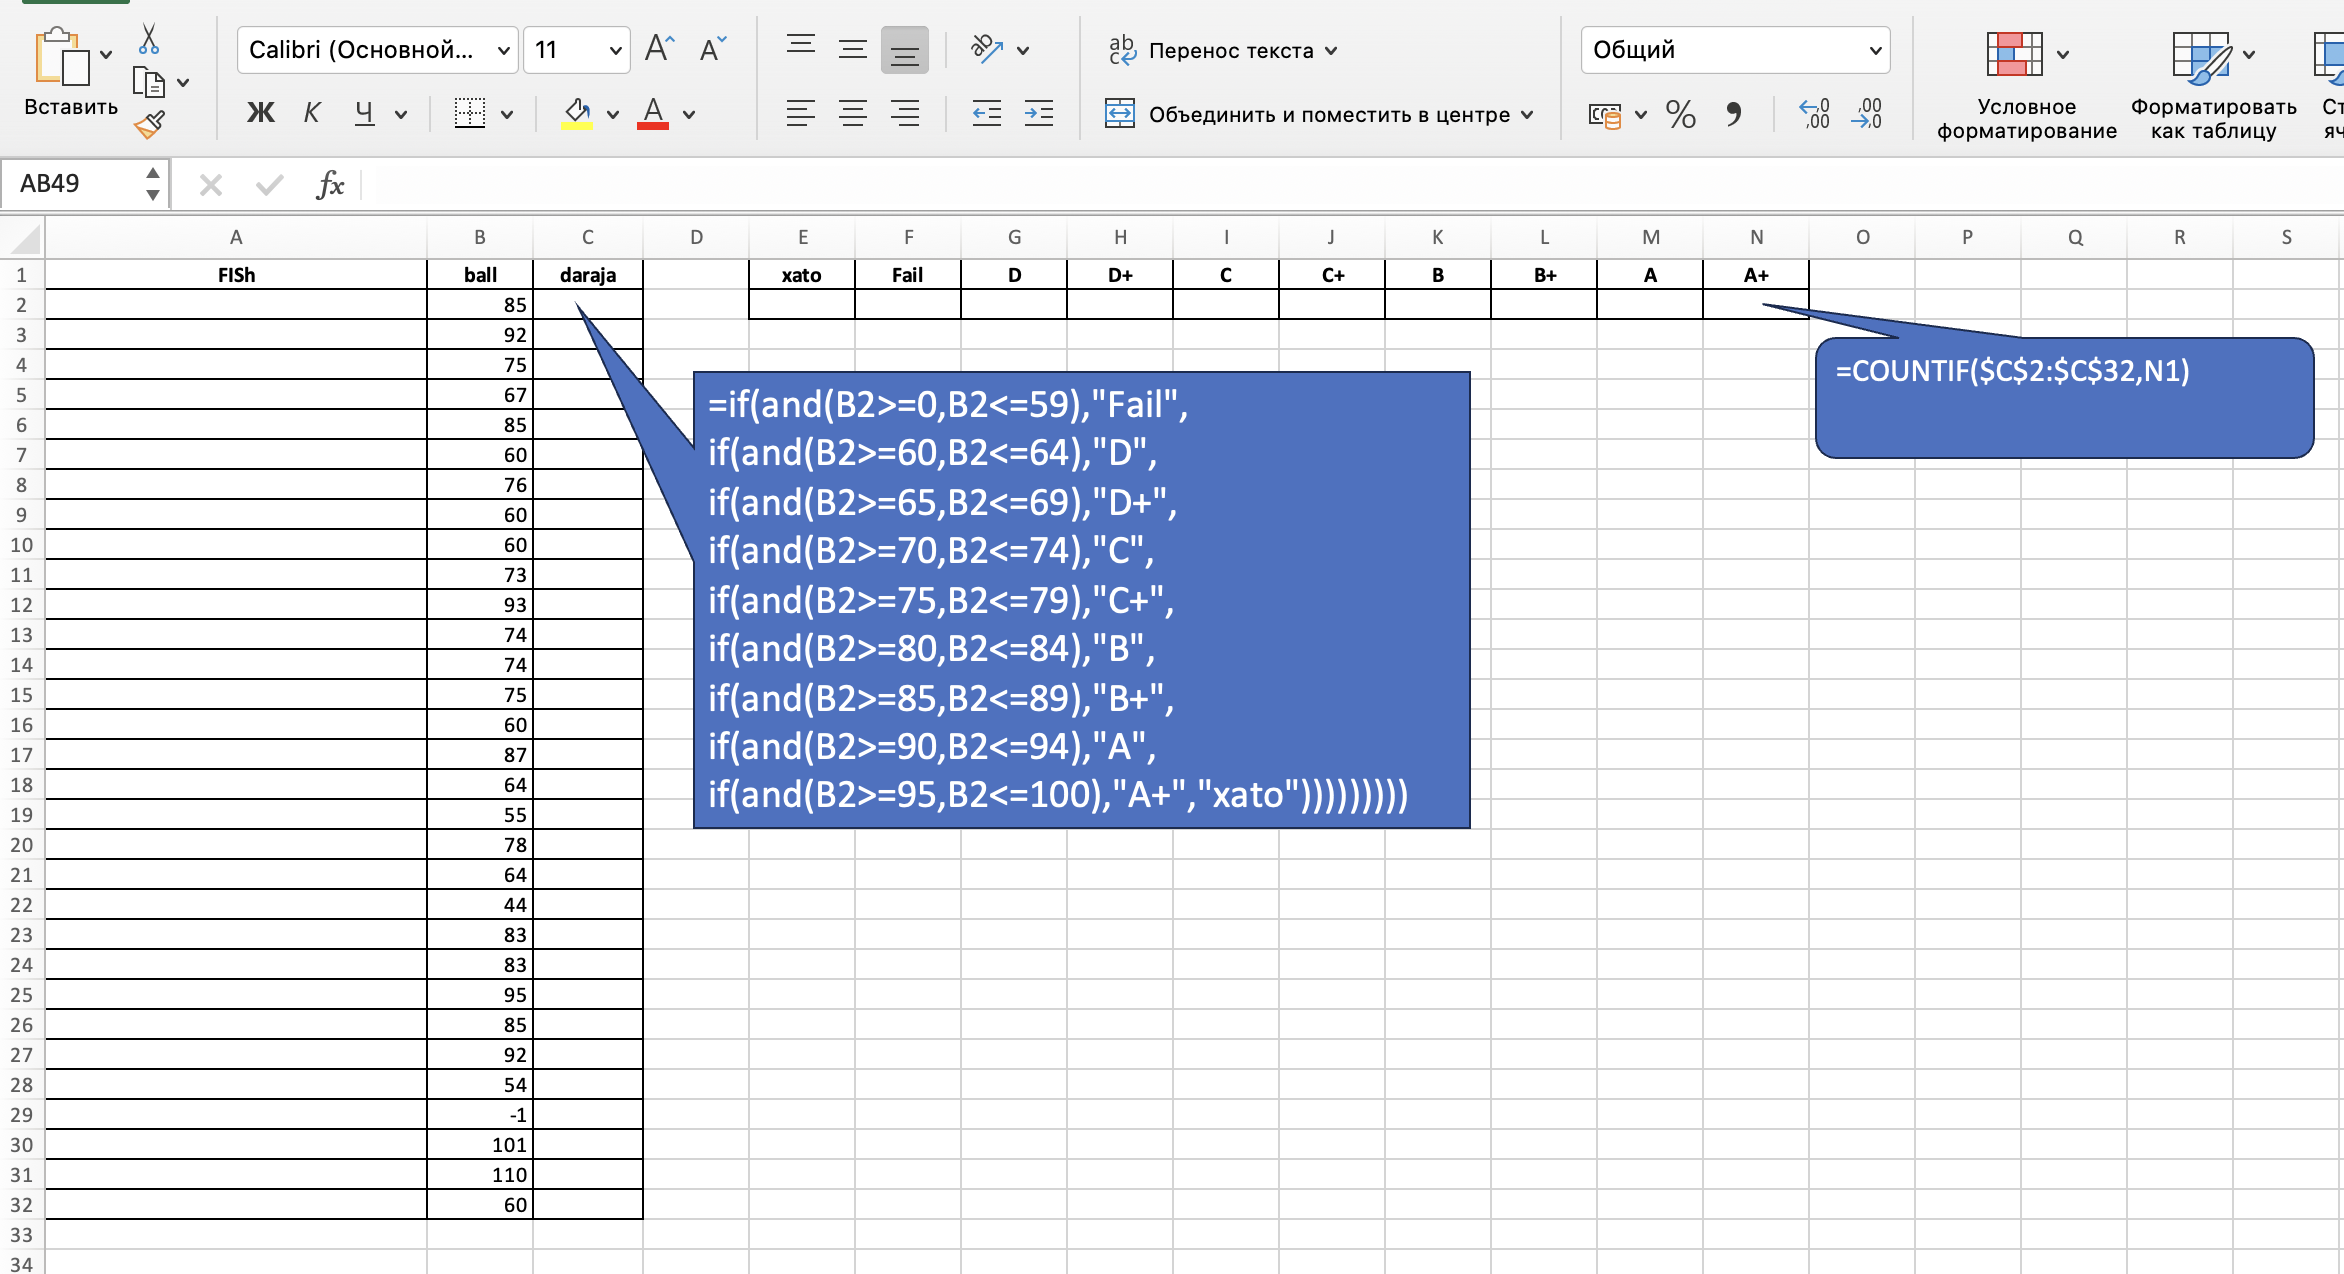 Вставить
Calibri (Основной...
11
Ж К Ч
Перенос текста
Объединить и поместить в центре
Общий
Условное
форматирование
Форматировать
как таблицу
AB49
fx
A B C D E F G H I J K L M N O P Q R S
1 FISh ball daraja xato Fail D D+ C C+ B B+ A A+
2 85
3 92
4 75
5 67
6 85
7 60
8 76
9 60
10 60
11 73
12 93
13 74
14 74
15 75
16 60
17 87
18 64
19 55
20 78
21 64
22 44
23 83
24 83
25 95
26 85
27 92
28 54
29 -1
30 101
31 110
32 60
33
34
=if(and(B2>=0,B2<=59),"Fail",
if(and(B2>=60,B2<=64),"D",
if(and(B2>=65,B2<=69),"D+",
if(and(B2>=70,B2<=74),"C",
if(and(B2>=75,B2<=79),"C+",
if(and(B2>=80,B2<=84),"B",
if(and(B2>=85,B2<=89),"B+",
if(and(B2>=90,B2<=94),"A",
if(and(B2>=95,B2<=100),"A+","xato")))))))))
=COUNTIF($C$2:$C$32,N1)